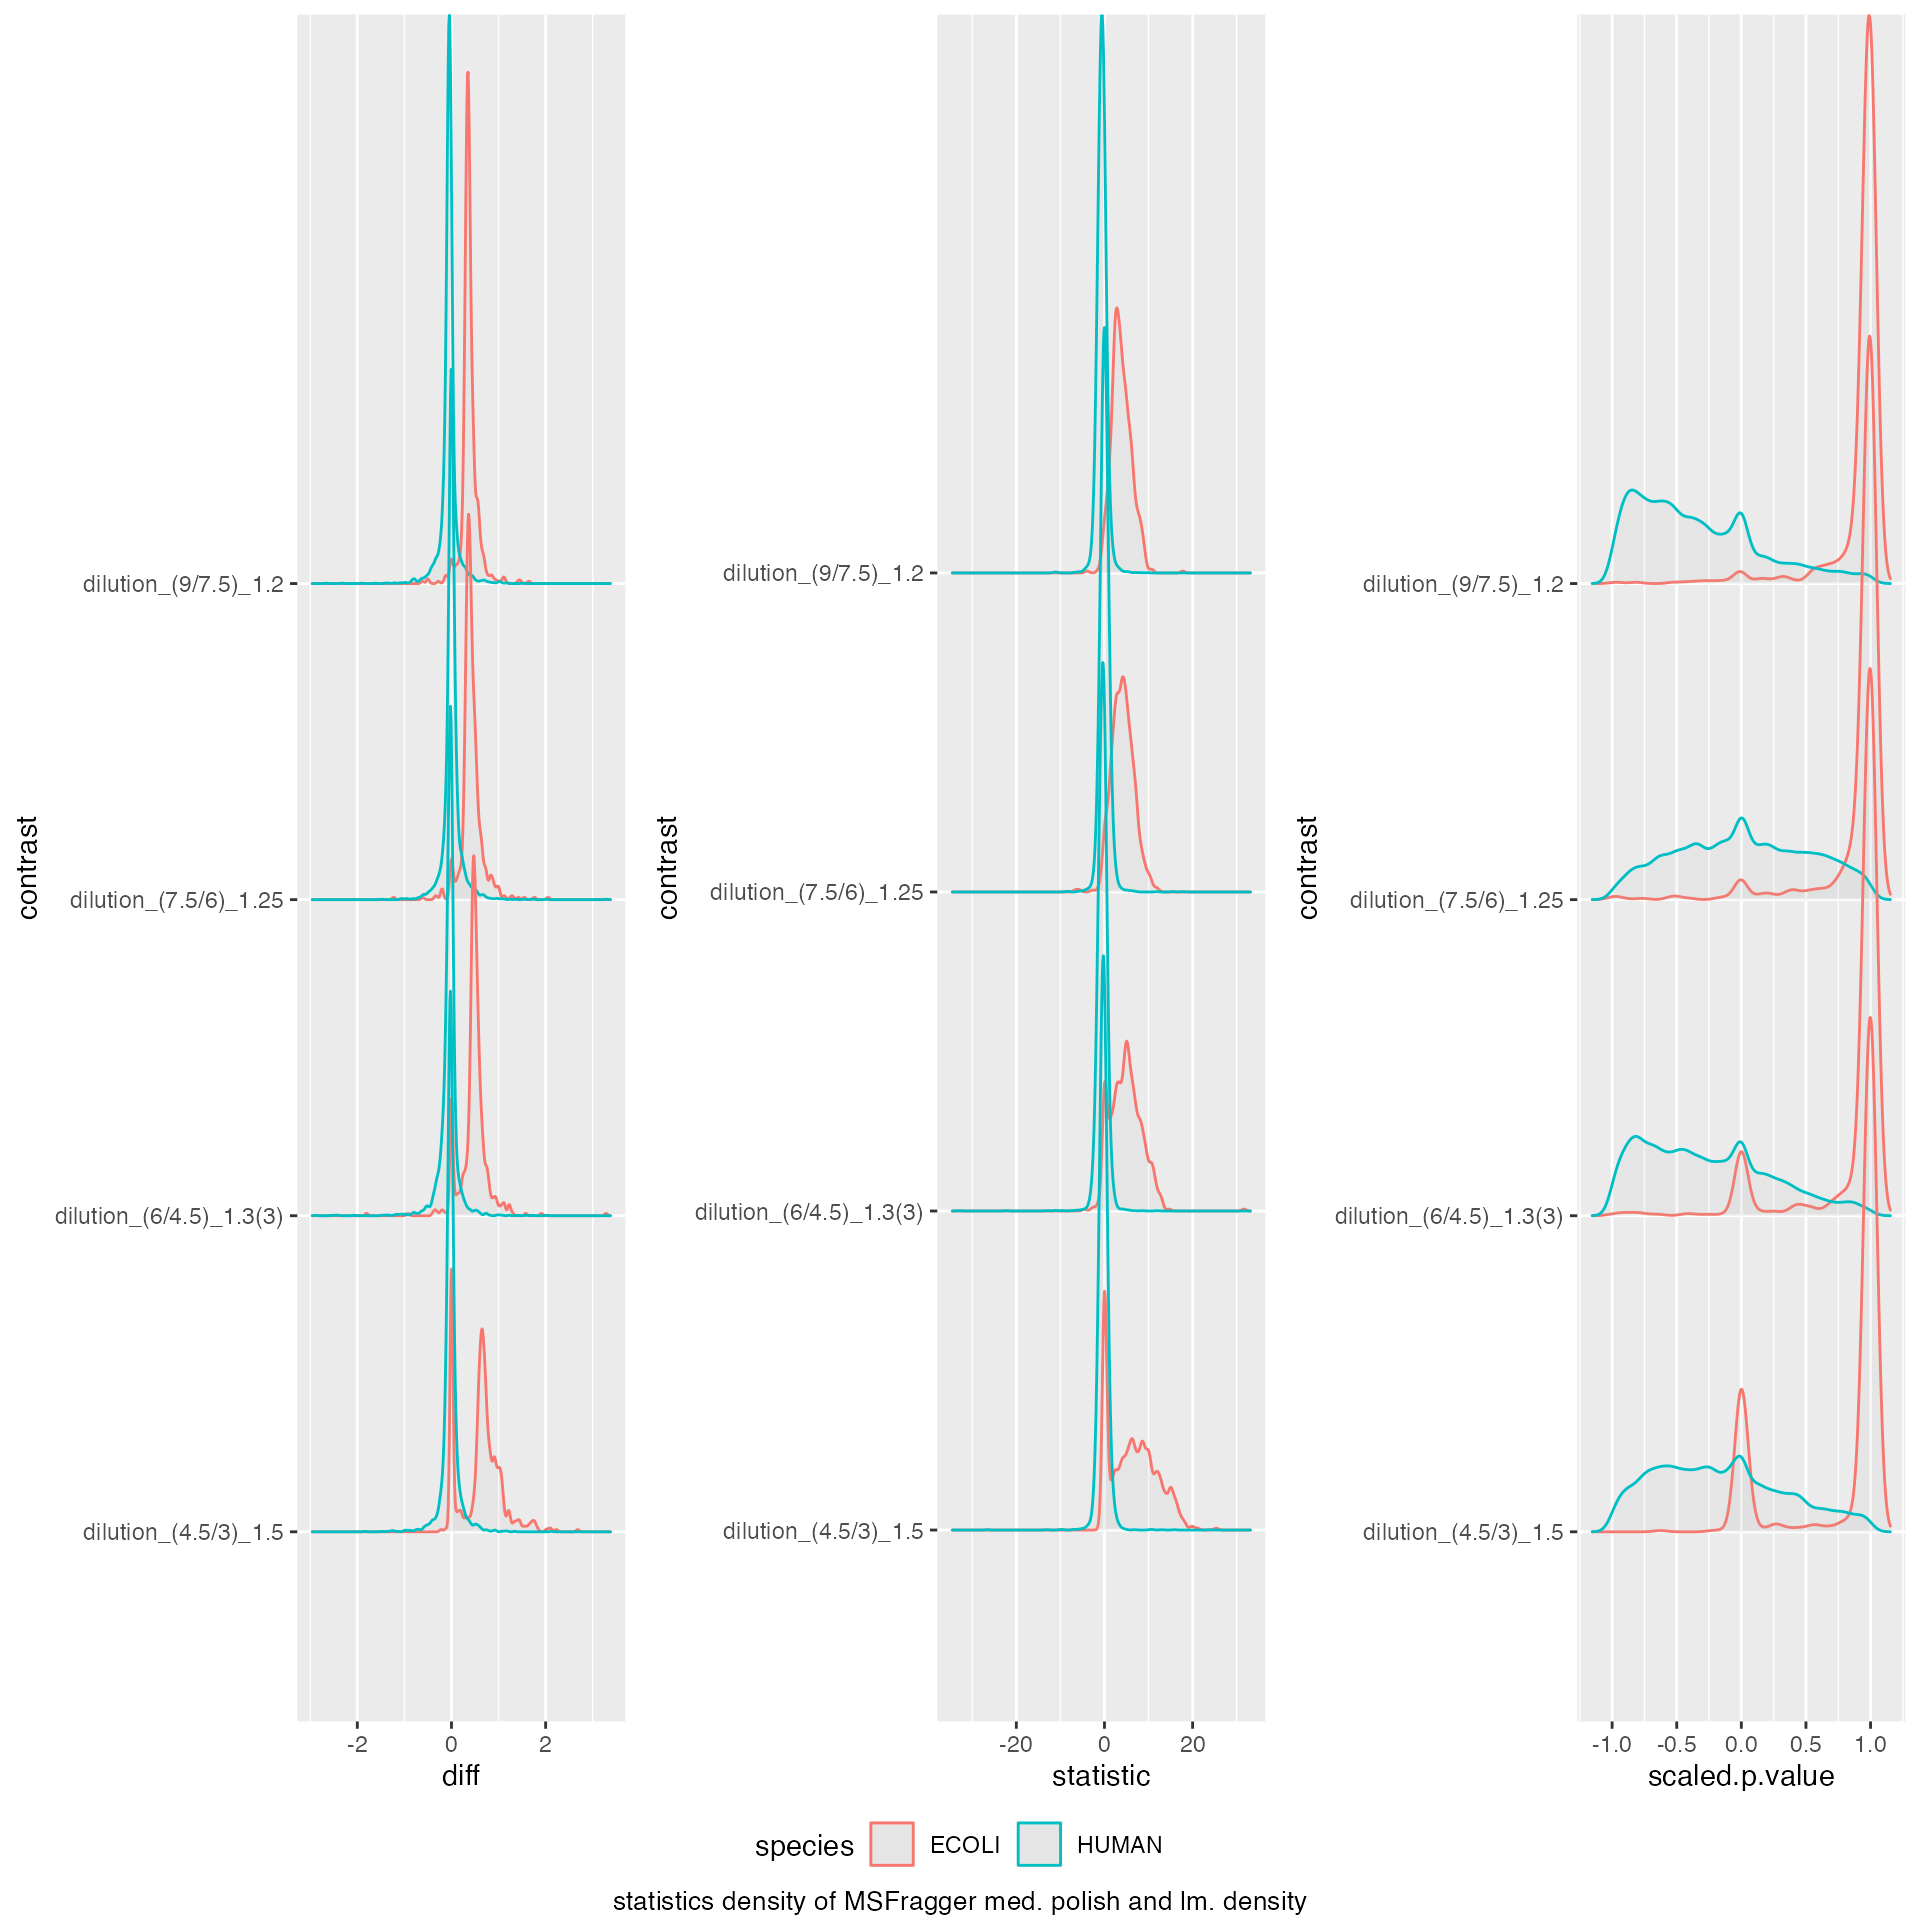 contrast
dilution_(9/7.5)_1.2
dilution_(7.5/6)_1.25
dilution_(6/4.5)_1.3(3)
dilution_(4.5/3)_1.5
-2 0 2
diff
contrast
dilution_(9/7.5)_1.2
dilution_(7.5/6)_1.25
dilution_(6/4.5)_1.3(3)
dilution_(4.5/3)_1.5
-20 0 20
statistic
contrast
dilution_(9/7.5)_1.2
dilution_(7.5/6)_1.25
dilution_(6/4.5)_1.3(3)
dilution_(4.5/3)_1.5
-1.0 -0.5 0.0 0.5 1.0
scaled.p.value
species ECOLI HUMAN
statistics density of MSFragger med. polish and lm. density